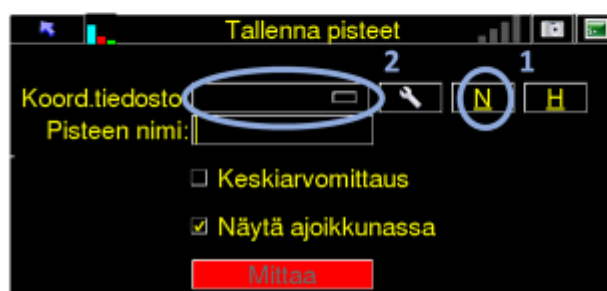 Tallenna pisteet
2 1
Koord.tiedosto N H
Pisteen nimi:
Keskiarvomittaus
Näytä ajoikkunassa
Mittaa